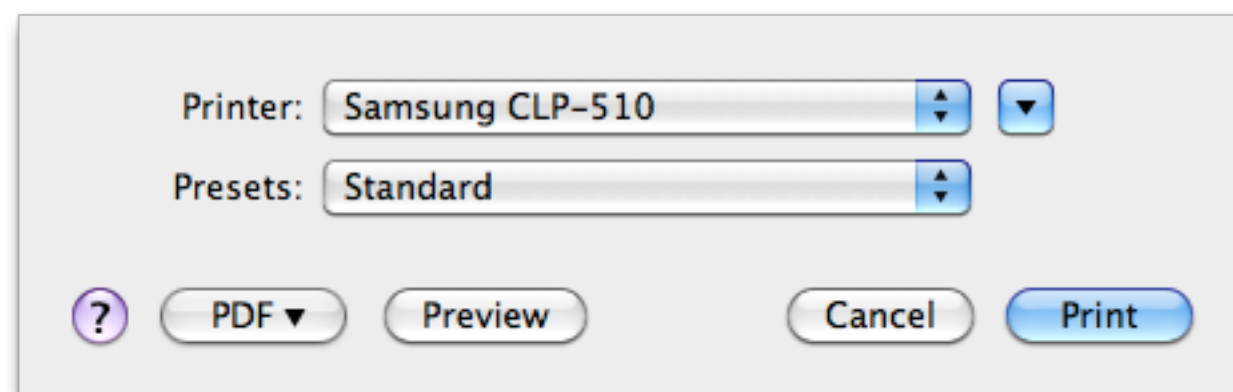 Printer: Samsung CLP-510
Presets: Standard
? PDF ▼ Preview Cancel Print